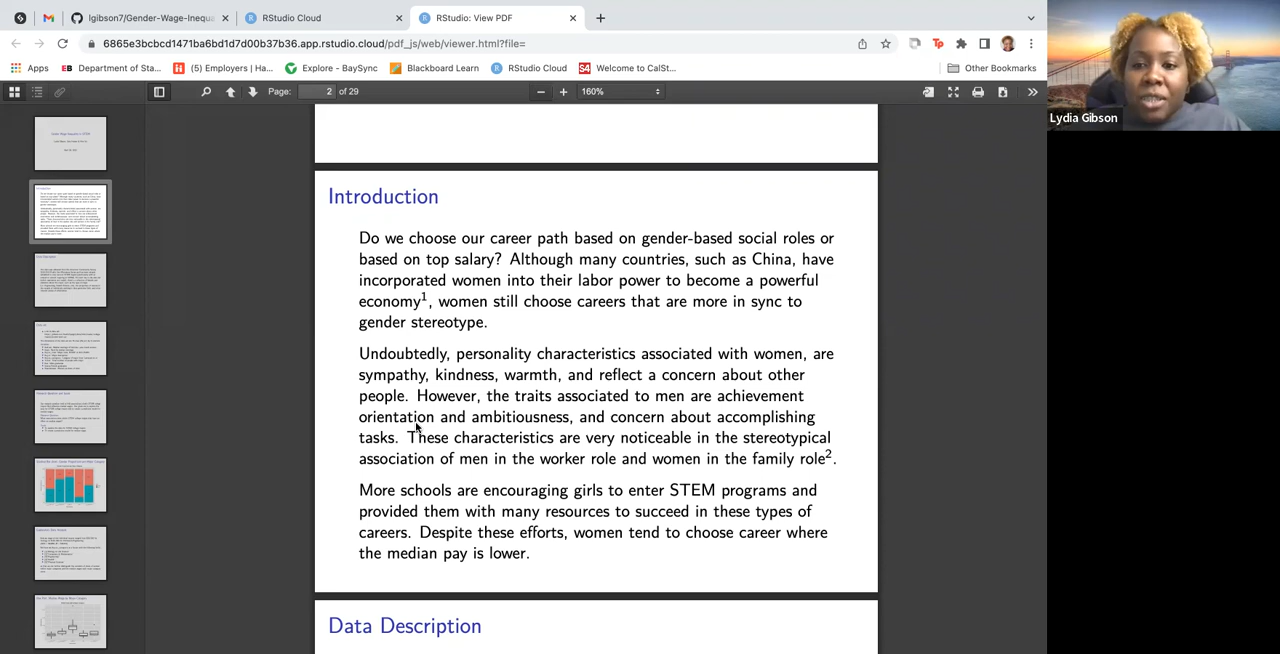 lgibson7/Gender-Wage-Inequa
RStudio Cloud
RStudio: View PDF
6865e3bcbcd1471ba6bd1d7d00b37b36.app.rstudio.cloud/pdf_js/web/viewer.html?file=
Apps
Department of Sta...
(5) Employers | Ha...
Explore - BaySync
Blackboard Learn
RStudio Cloud
Welcome to CalSt...
Other Bookmarks
Page: 2 of 29
160%
Lydia Gibson
Introduction
Do we choose our career path based on gender-based social roles or
based on top salary? Although many countries, such as China, have
incorporated women into their labor power to become a powerful
economy1, women still choose careers that are more in sync to
gender stereotype.
Undoubtedly, personality characteristics associated with women, are
sympathy, kindness, warmth, and reflect a concern about other
people. However, the traits associated to men are achievement
orientation and ambitiousness, and concern about accomplishing
tasks. These characteristics are very noticeable in the stereotypical
association of men in the worker role and women in the family role2.
More schools are encouraging girls to enter STEM programs and
provided them with many resources to succeed in these types of
careers. Despite these efforts, women tend to choose career where
the median pay is lower.
Data Description